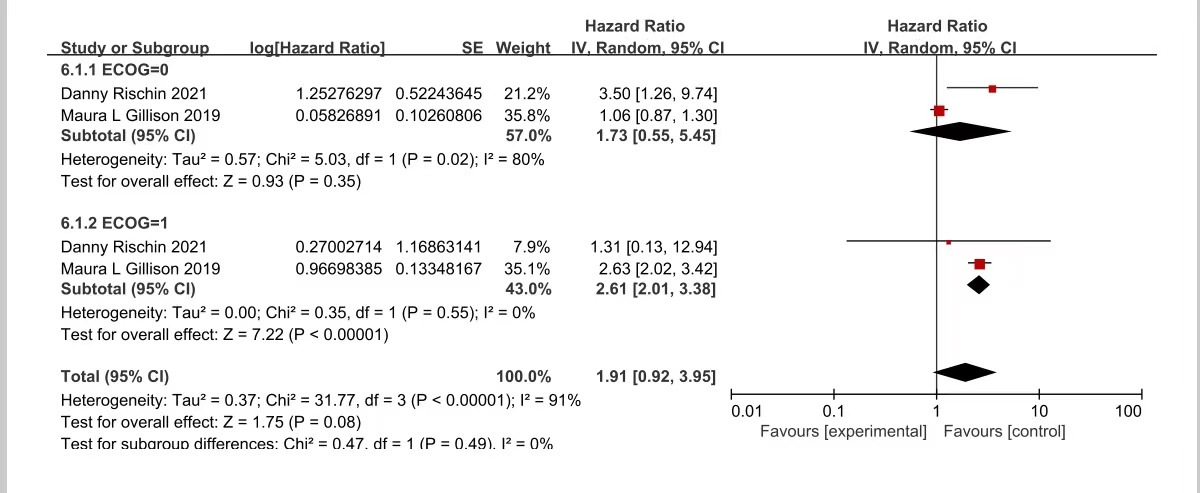 Hazard Ratio Hazard Ratio
Study or Subgroup log[Hazard Ratio] SE Weight IV, Random, 95% CI IV, Random, 95% CI
6.1.1 ECOG=0
Danny Rischin 2021 1.25276297 0.52243645 21.2% 3.50 [1.26, 9.74]
Maura L Gillison 2019 0.05826891 0.10260806 35.8% 1.06 [0.87, 1.30]
Subtotal (95% CI) 57.0% 1.73 [0.55, 5.45]
Heterogeneity: Tau² = 0.57; Chi² = 5.03, df = 1 (P = 0.02); I² = 80%
Test for overall effect: Z = 0.93 (P = 0.35)
6.1.2 ECOG=1
Danny Rischin 2021 0.27002714 1.16863141 7.9% 1.31 [0.13, 12.94]
Maura L Gillison 2019 0.96698385 0.13348167 35.1% 2.63 [2.02, 3.42]
Subtotal (95% CI) 43.0% 2.61 [2.01, 3.38]
Heterogeneity: Tau² = 0.00; Chi² = 0.35, df = 1 (P = 0.55); I² = 0%
Test for overall effect: Z = 7.22 (P < 0.00001)
Total (95% CI) 100.0% 1.91 [0.92, 3.95]
Heterogeneity: Tau² = 0.37; Chi² = 31.77, df = 3 (P < 0.00001); I² = 91%
Test for overall effect: Z = 1.75 (P = 0.08)
Test for subgroup differences: Chi² = 0.47, df = 1 (P = 0.49), I² = 0%
0.01 0.1 1 10 100
Favours [experimental] Favours [control]